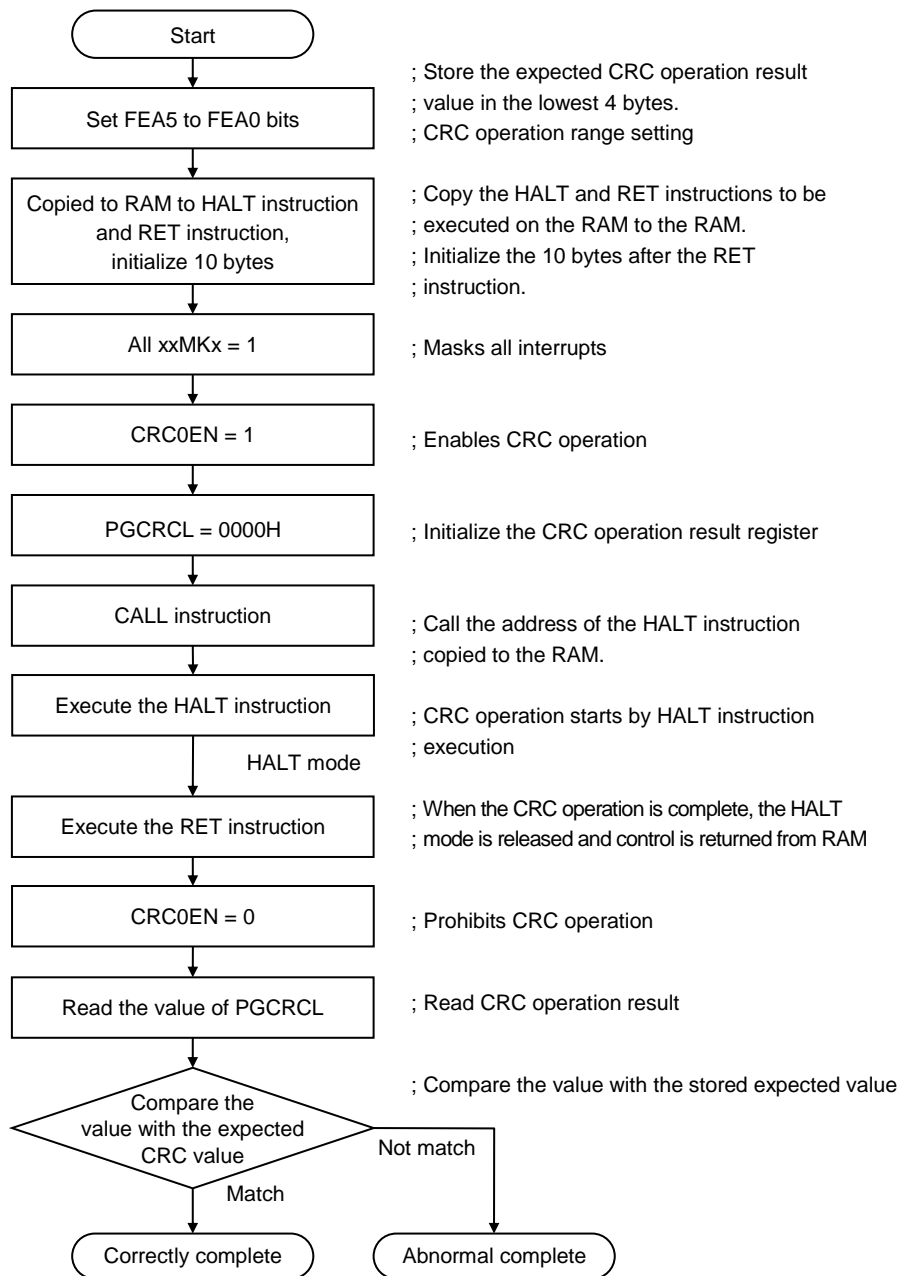 Start
; Store the expected CRC operation result
; value in the lowest 4 bytes.
Set FEA5 to FEA0 bits
; CRC operation range setting
Copied to RAM to HALT instruction
and RET instruction,
initialize 10 bytes
; Copy the HALT and RET instructions to be
; executed on the RAM to the RAM.
; Initialize the 10 bytes after the RET
; instruction.
All xxMKx = 1
; Masks all interrupts
CRC0EN = 1
; Enables CRC operation
PGCRCL = 0000H
; Initialize the CRC operation result register
CALL instruction
; Call the address of the HALT instruction
; copied to the RAM.
Execute the HALT instruction
; CRC operation starts by HALT instruction
; execution
HALT mode
Execute the RET instruction
; When the CRC operation is complete, the HALT
; mode is released and control is returned from RAM
CRC0EN = 0
; Prohibits CRC operation
Read the value of PGCRCL
; Read CRC operation result
; Compare the value with the stored expected value
Compare the
value with the expected
CRC value
Not match
Match
Correctly complete
Abnormal complete